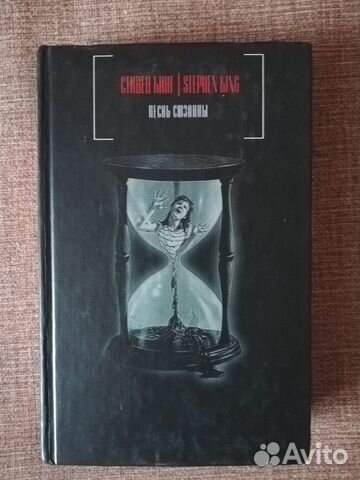 СТИВЕН КИНГ | STEPHEN KING
ПЕСНЬ СЮЗАННЫ
Avito